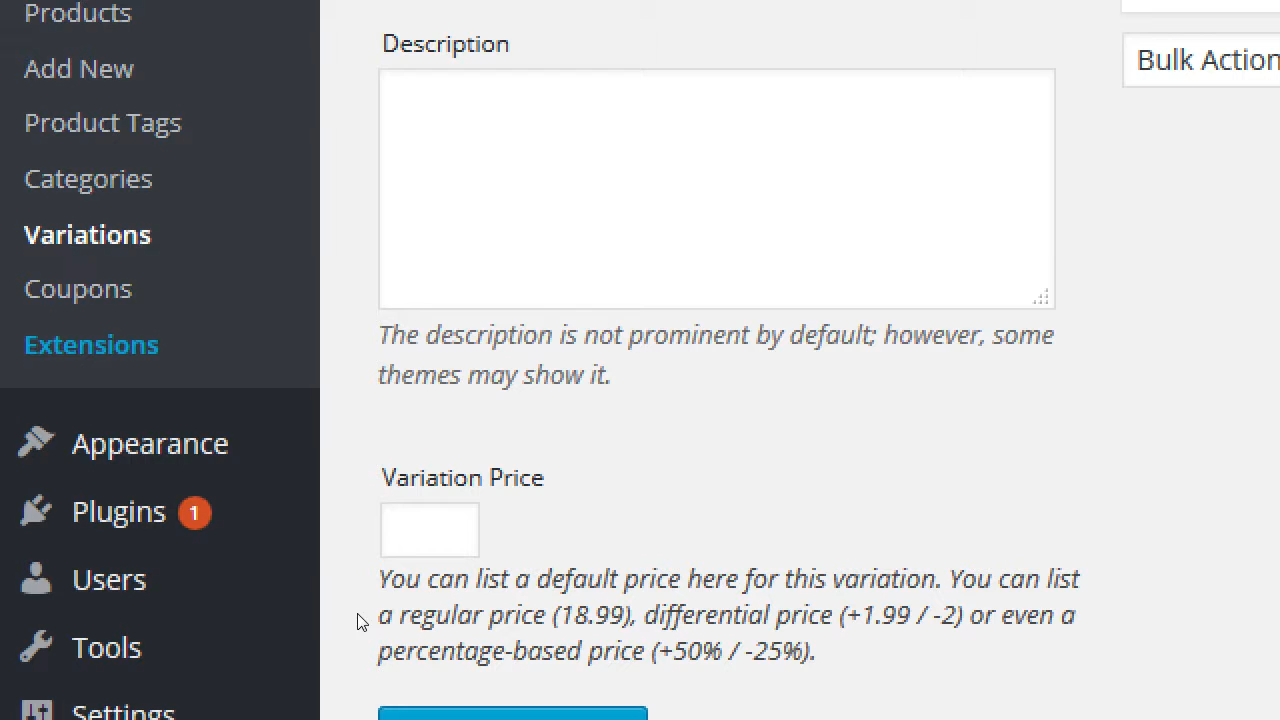 Products
Add New
Product Tags
Categories
Variations
Coupons
Extensions
Appearance
Plugins 1
Users
Tools
Settings
Description
The description is not prominent by default; however, some
themes may show it.
Variation Price
You can list a default price here for this variation. You can list
a regular price (18.99), differential price (+1.99 / -2) or even a
percentage-based price (+50% / -25%).
Bulk Action